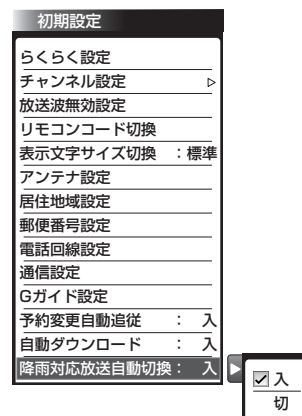 初期設定
らくらく設定
チャンネル設定 ▷
放送波無効設定
リモコンコード切換
表示文字サイズ切換 : 標準
アンテナ設定
居住地域設定
郵便番号設定
電話回線設定
通信設定
Gガイド設定
予約変更自動追従 : 入
自動ダウンロード : 入
降雨対応放送自動切換 : 入
入
切